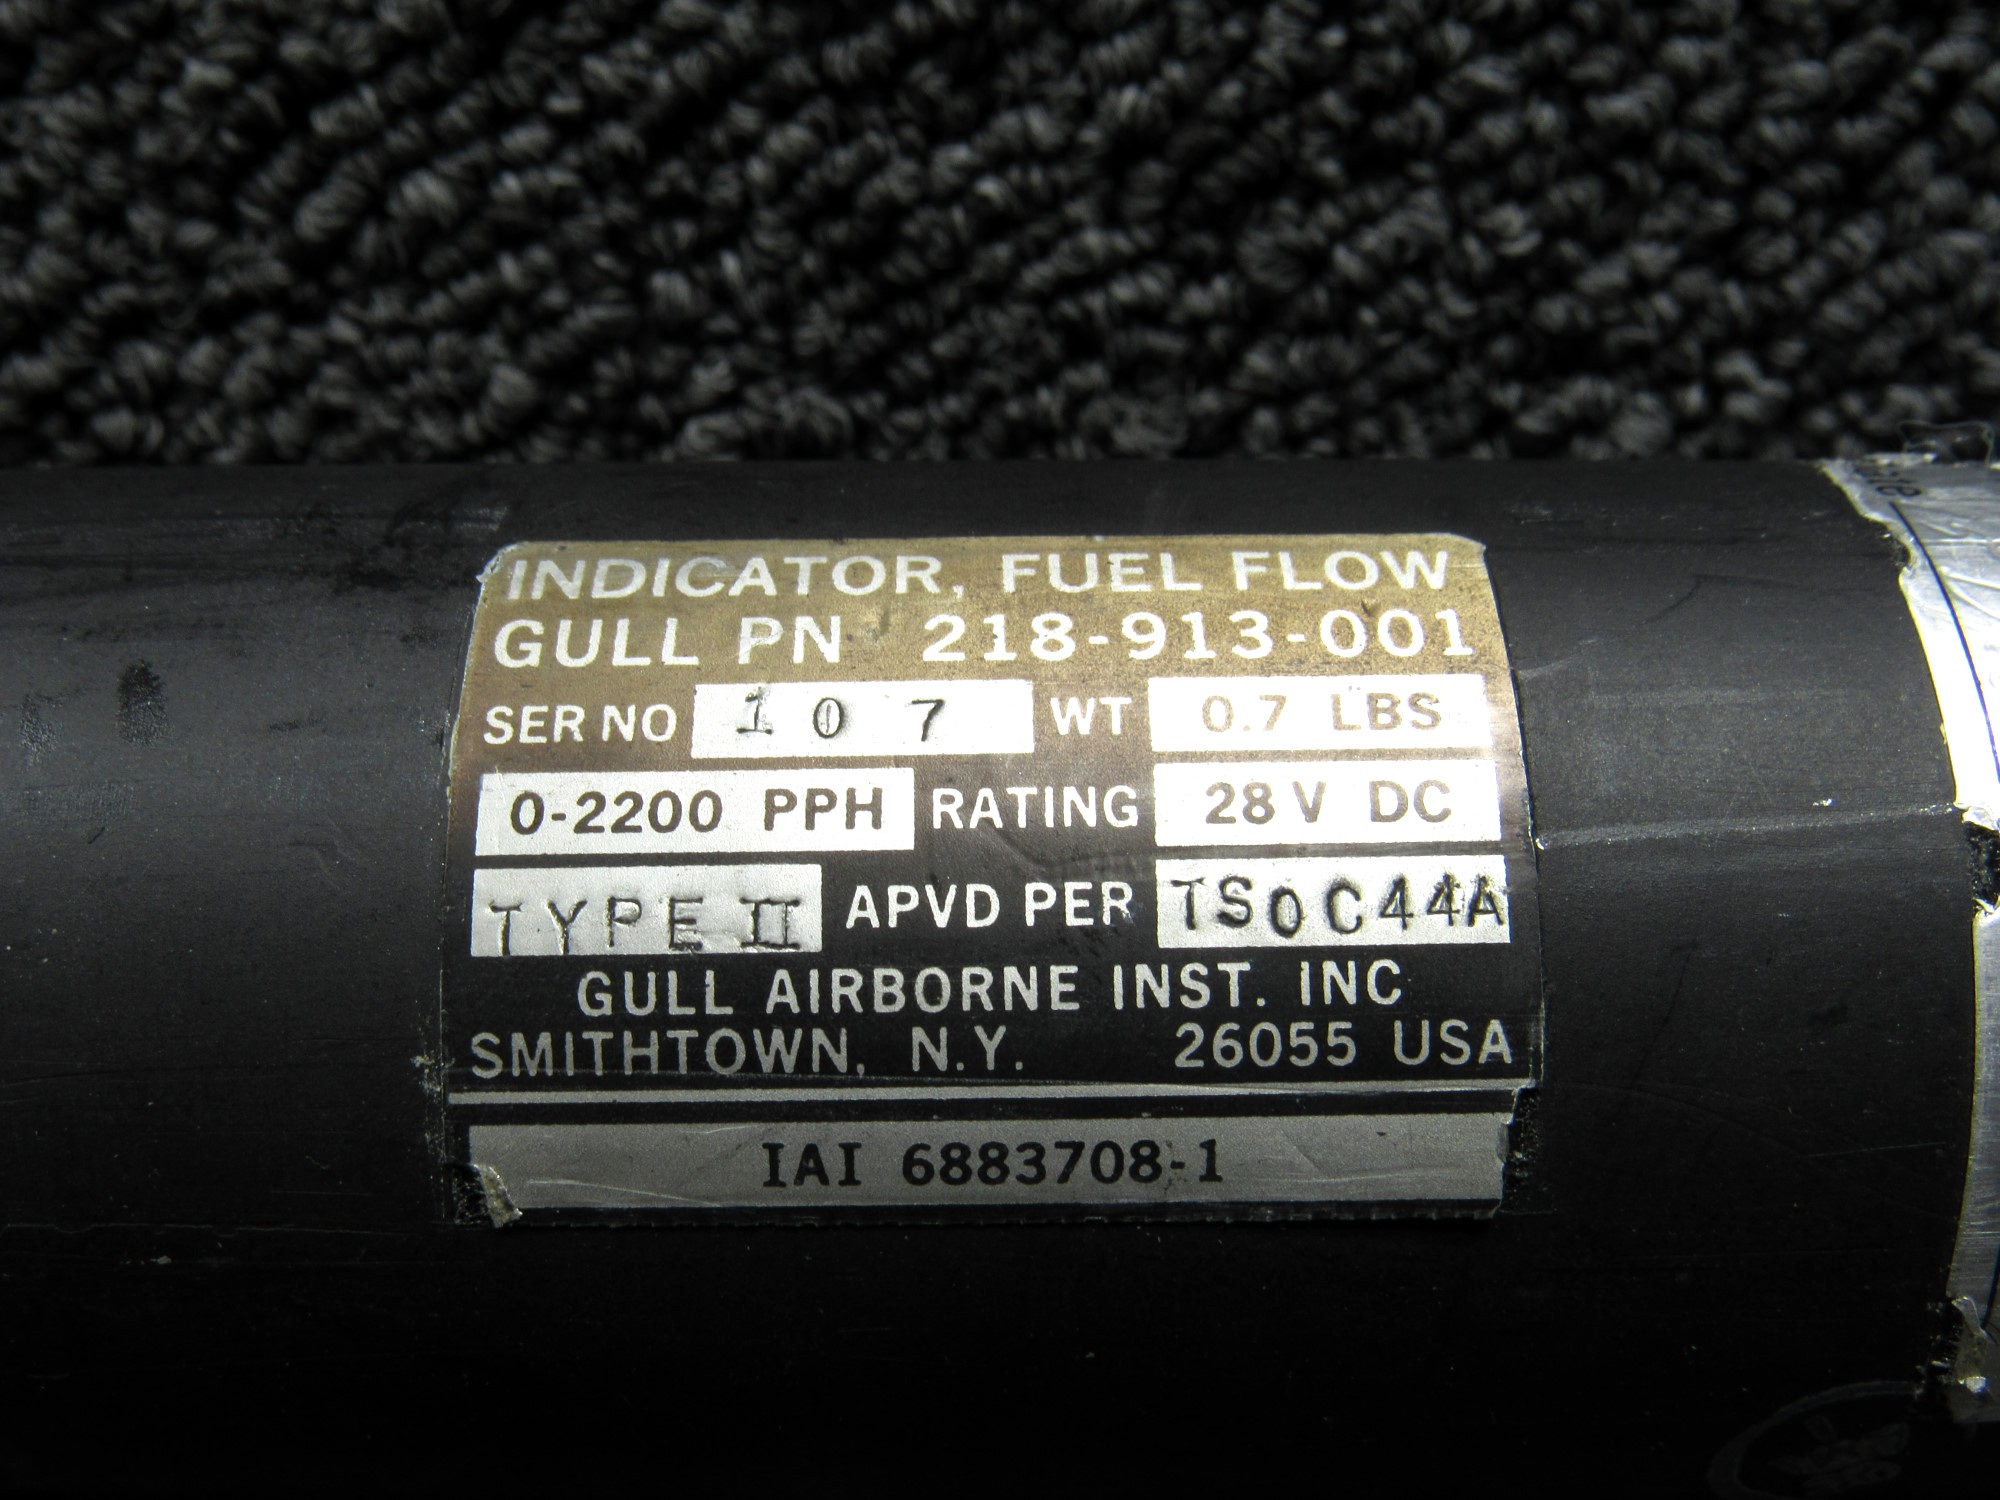 INDICATOR, FUEL FLOW
GULL PN 218-913-001
SER NO 107 WT 0.7 LBS
0-2200 PPH RATING 28 V DC
TYPE II APVD PER TSOC44A
GULL AIRBORNE INST. INC
SMITHTOWN, N.Y. 26055 USA
IAI 6883708-1